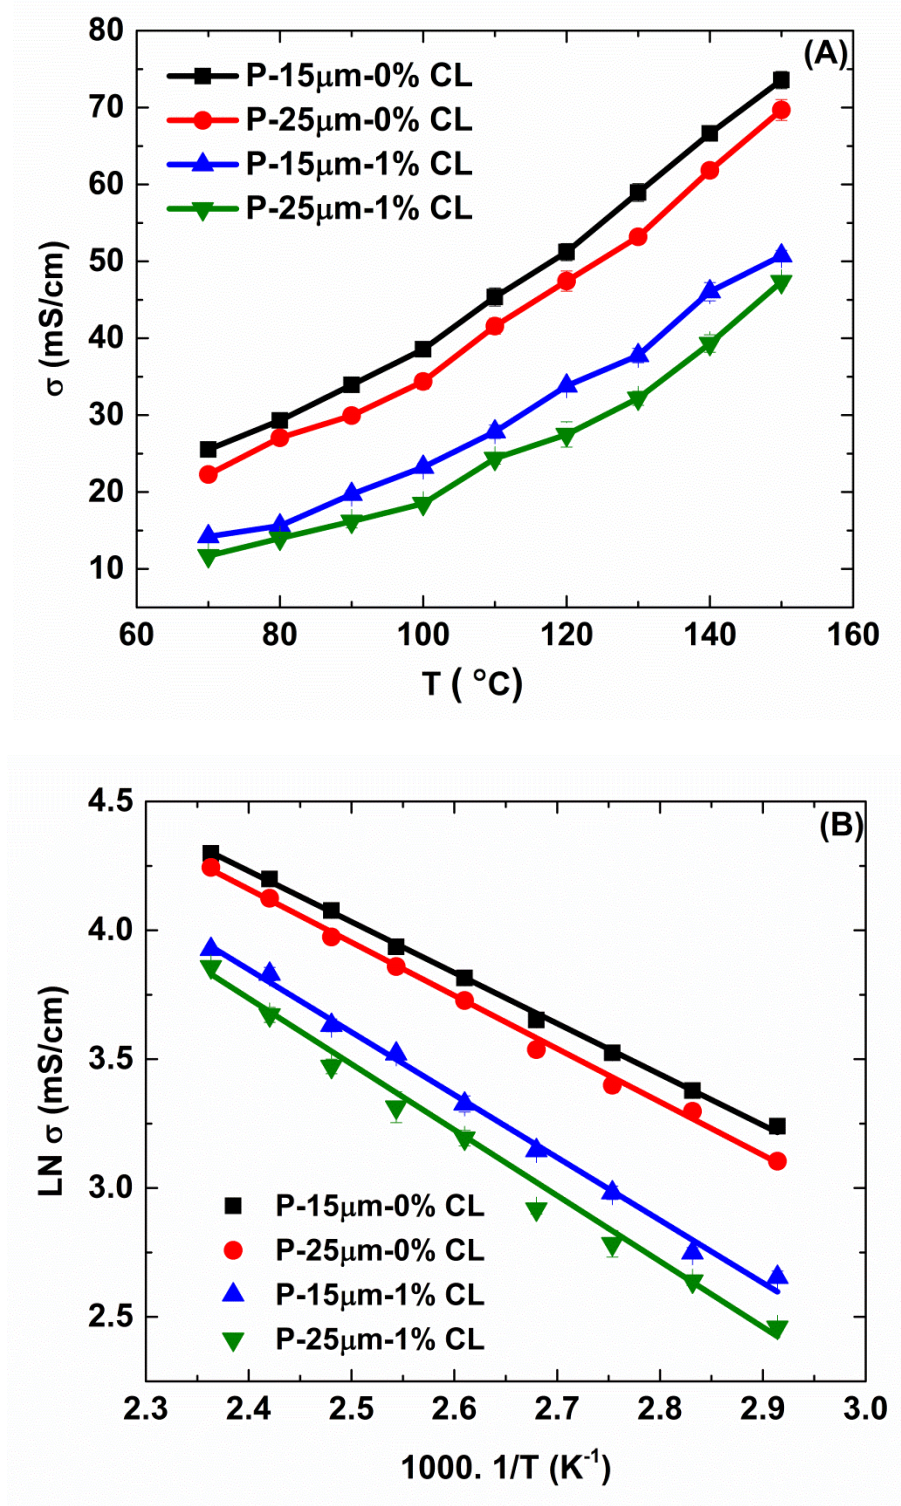 (A)
P-15μm-0% CL
P-25μm-0% CL
P-15μm-1% CL
P-25μm-1% CL
80
70
60
50
40
30
20
10
σ (mS/cm)
60 80 100 120 140 160
T ( °C)
(B)
4.5
4.0
3.5
3.0
2.5
LN σ (mS/cm)
P-15μm-0% CL
P-25μm-0% CL
P-15μm-1% CL
P-25μm-1% CL
2.3 2.4 2.5 2.6 2.7 2.8 2.9 3.0
1000. 1/T (K⁻¹)